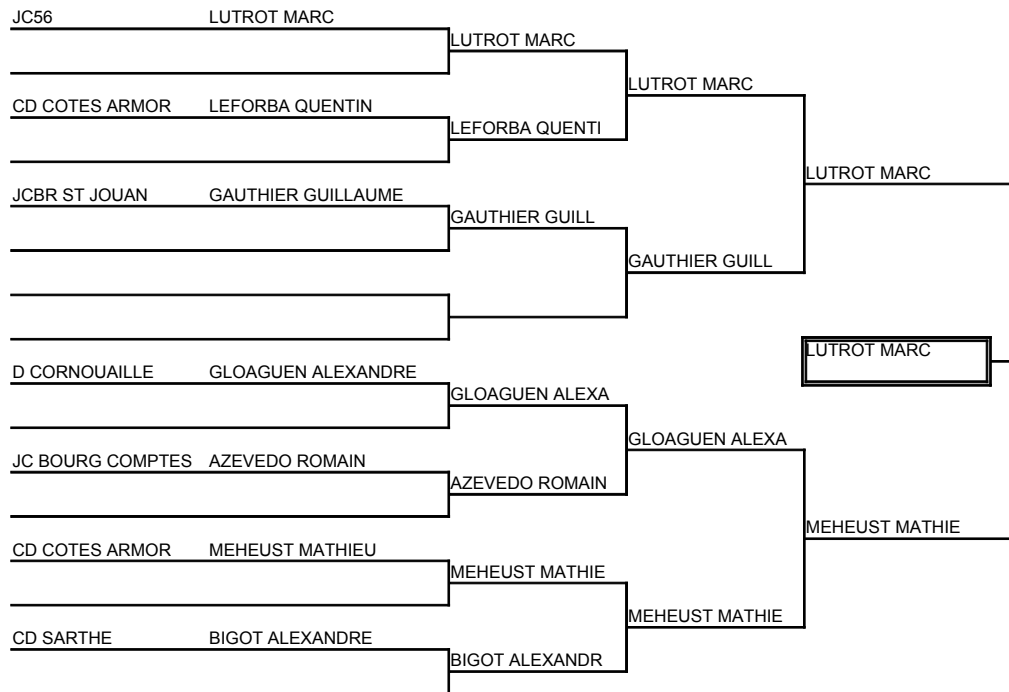 JC56 LUTROT MARC
LUTROT MARC
LUTROT MARC
CD COTES ARMOR LEFORBA QUENTIN
LEFORBA QUENTI
LUTROT MARC
JCBR ST JOUAN GAUTHIER GUILLAUME
GAUTHIER GUILL
GAUTHIER GUILL
LUTROT MARC
D CORNOUAILLE GLOAGUEN ALEXANDRE
GLOAGUEN ALEXA
GLOAGUEN ALEXA
JC BOURG COMPTES AZEVEDO ROMAIN
AZEVEDO ROMAIN
MEHEUST MATHIE
CD COTES ARMOR MEHEUST MATHIEU
MEHEUST MATHIE
MEHEUST MATHIE
CD SARTHE BIGOT ALEXANDRE
BIGOT ALEXANDR